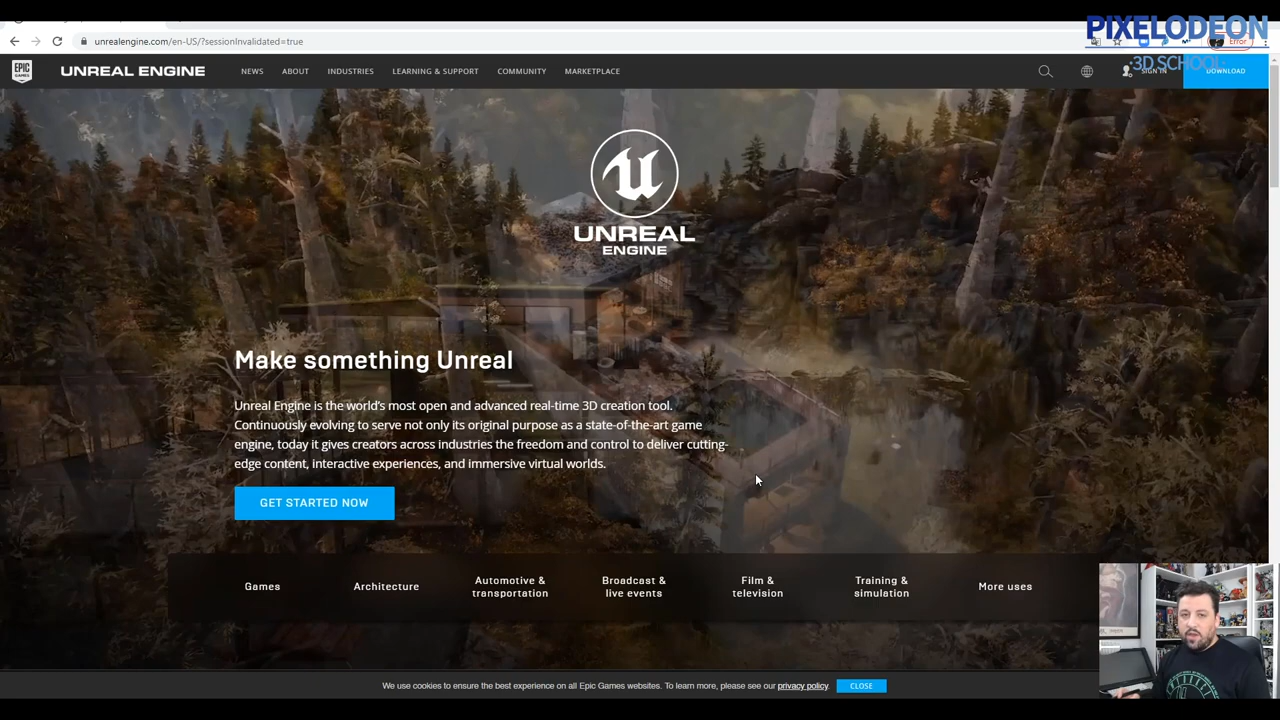 PIXELODEON
·3D SCHOOL·
unrealengine.com/en-US/?sessionInvalidated=true
Error
EPIC GAMES
UNREAL ENGINE
NEWS
ABOUT
INDUSTRIES
LEARNING & SUPPORT
COMMUNITY
MARKETPLACE
SIGN IN
DOWNLOAD
UNREAL
ENGINE
Make something Unreal
Unreal Engine is the world's most open and advanced real-time 3D creation tool.
Continuously evolving to serve not only its original purpose as a state-of-the-art game
engine, today it gives creators across industries the freedom and control to deliver cutting-
edge content, interactive experiences, and immersive virtual worlds.
GET STARTED NOW
Games
Architecture
Automotive &
transportation
Broadcast &
live events
Film &
television
Training &
simulation
More uses
We use cookies to ensure the best experience on all Epic Games websites. To learn more, please see our privacy policy.
CLOSE